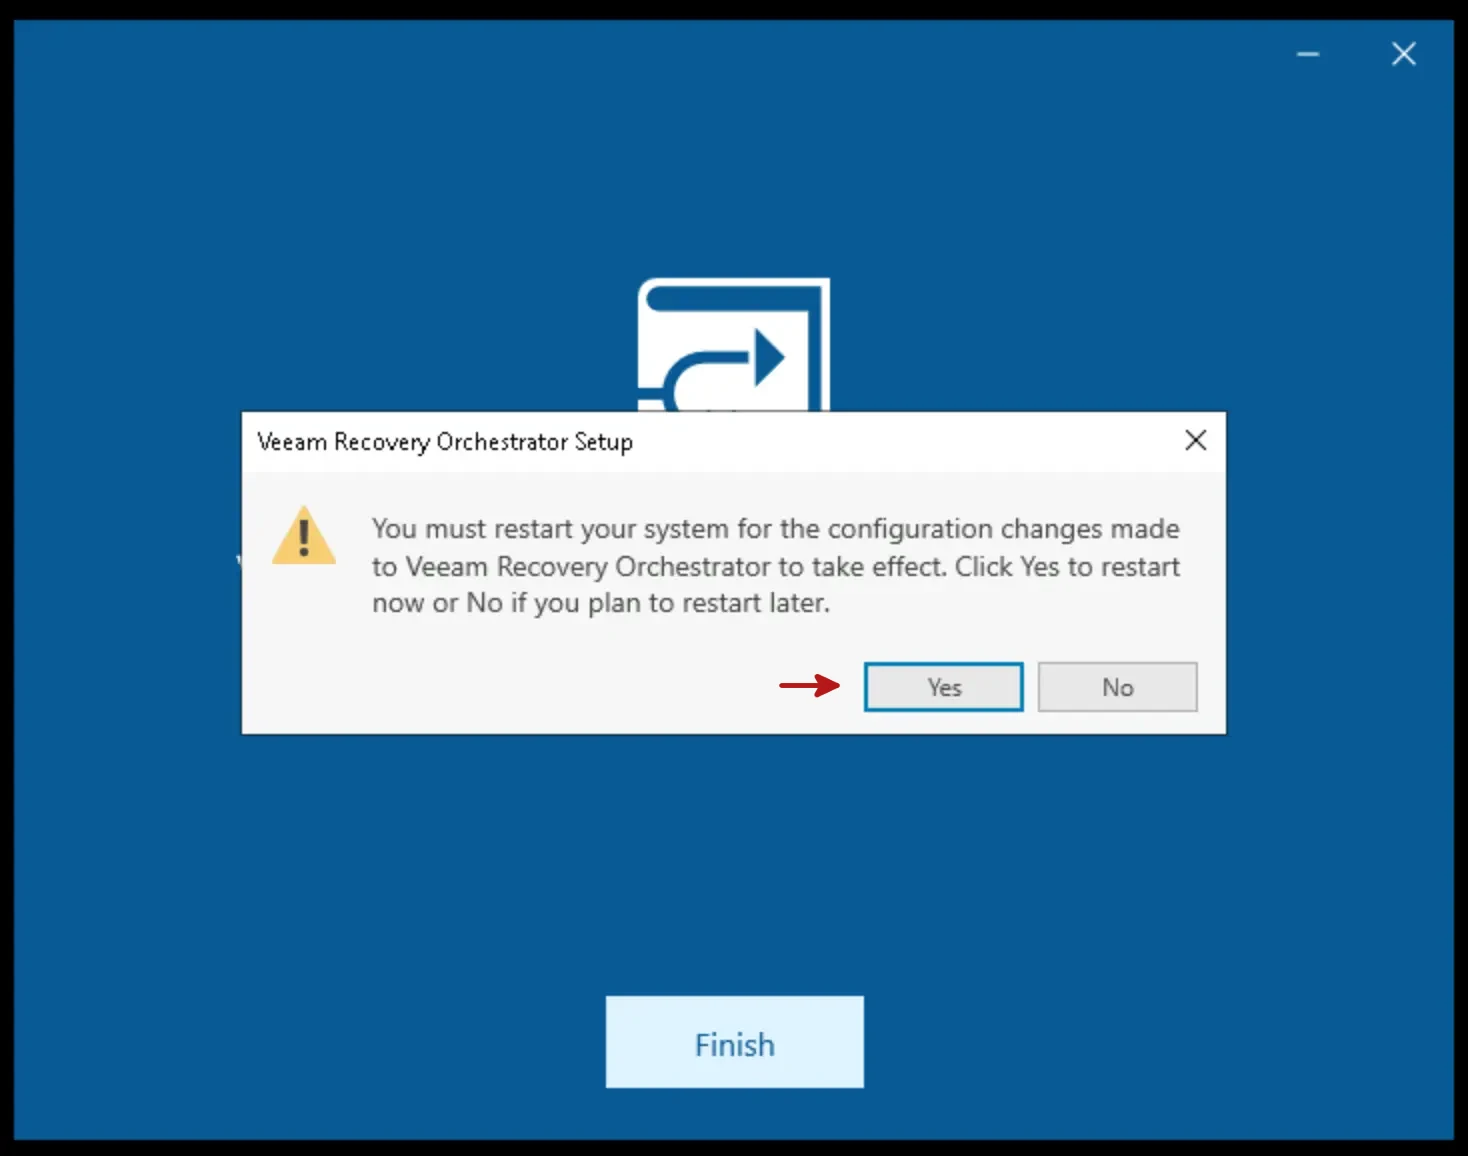 Veeam Recovery Orchestrator Setup
You must restart your system for the configuration changes made
to Veeam Recovery Orchestrator to take effect. Click Yes to restart
now or No if you plan to restart later.
Yes
No
Finish